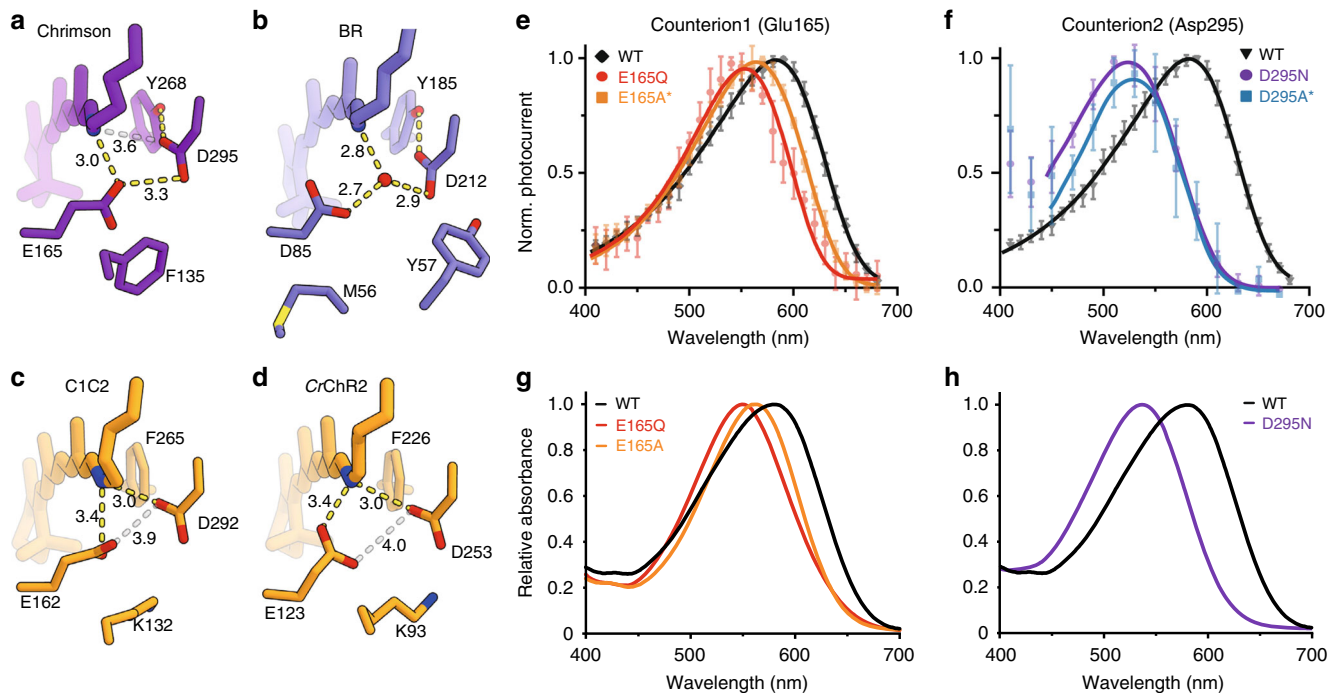 a
Chrimson
Y268
3.6
3.0
D295
3.3
E165
F135
b
BR
Y185
2.8
2.7
D212
2.9
D85
Y57
M56
c
C1C2
F265
3.0
3.4
D292
3.9
E162
K132
d
CrChR2
F226
3.4
3.0
D253
4.0
E123
K93
e
Counterion1 (Glu165)
WT
E165Q
E165A*
Norm. photocurrent
1.0
0.5
0.0
400 500 600 700
Wavelength (nm)
f
Counterion2 (Asp295)
WT
D295N
D295A*
1.0
0.5
0.0
400 500 600 700
Wavelength (nm)
g
WT
E165Q
E165A
Relative absorbance
1.0
0.8
0.6
0.4
0.2
0
400 500 600 700
Wavelength (nm)
h
WT
D295N
1.0
0.8
0.6
0.4
0.2
0
400 500 600 700
Wavelength (nm)